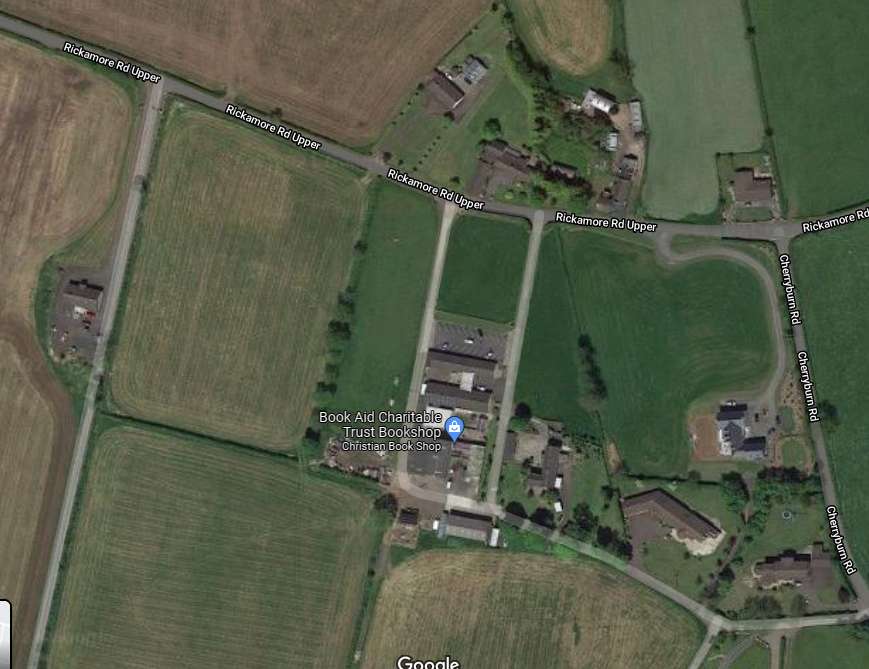 Rickamore Rd Upper
Rickamore Rd Upper
Rickamore Rd Upper
Rickamore Rd Upper
Rickamore Rd
Cherryburn Rd
Cherryburn Rd
Book Aid Charitable
Trust Bookshop
Christian Book Shop
Cherryburn Rd
Google